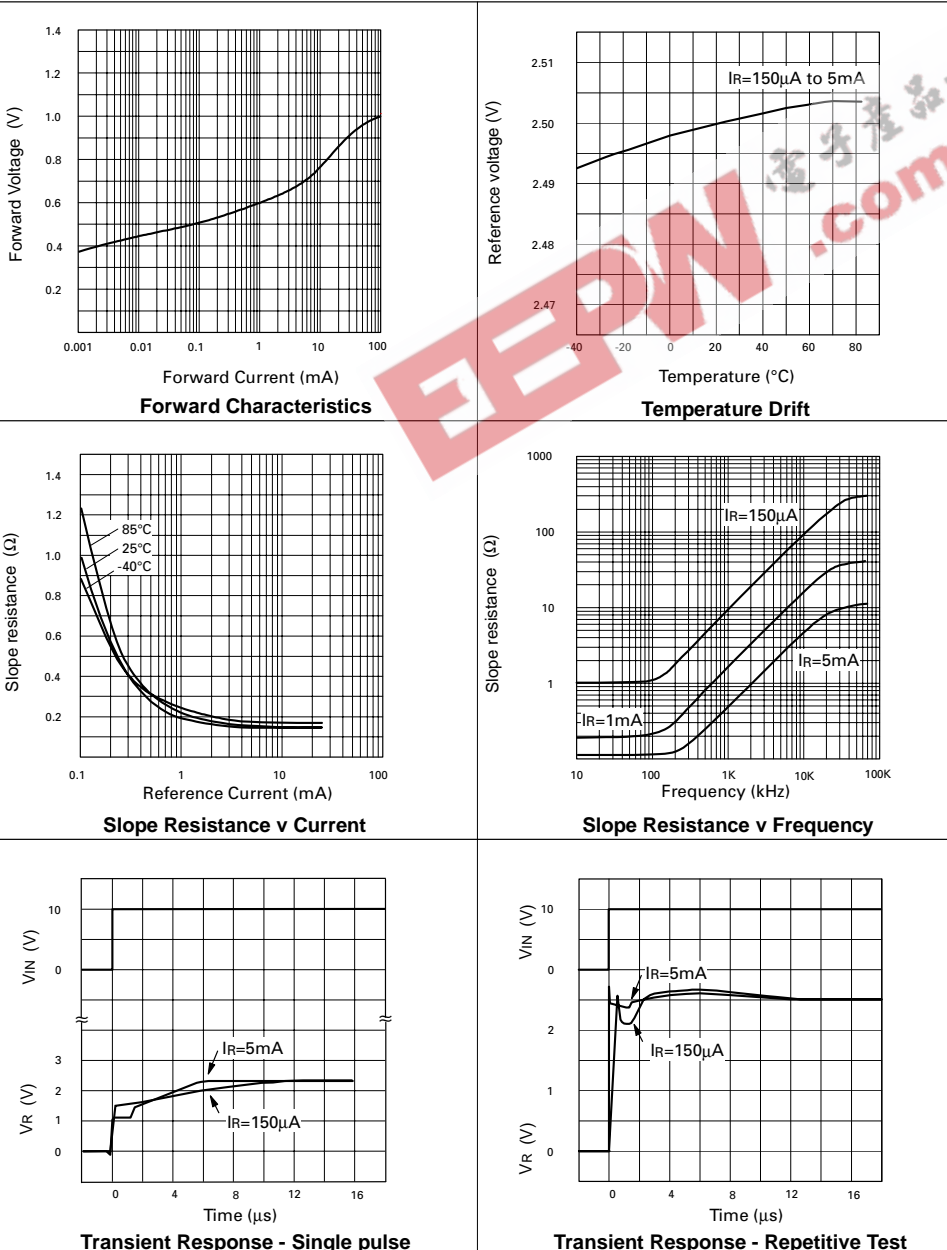 1.4
1.2
1.0
0.8
0.6
0.4
0.2
0.001 0.01 0.1 1 10 100
Forward Voltage (V)
Forward Current (mA)
Forward Characteristics
2.51
2.50
2.49
2.48
2.47
-40 -20 0 20 40 60 80
IR=150µA to 5mA
Reference voltage (V)
Temperature (°C)
Temperature Drift
EEPW .com
1.4
1.2
1.0
0.8
0.6
0.4
0.2
0.1 1 10 100
85°C
25°C
-40°C
Slope resistance (Ω)
Reference Current (mA)
Slope Resistance v Current
1000
100
10
1
10 100 1K 10K 100K
IR=150µA
IR=5mA
IR=1mA
Slope resistance (Ω)
Frequency (kHz)
Slope Resistance v Frequency
10
0
VIN (V)
3
2
1
0
VR (V)
IR=5mA
IR=150µA
0 4 8 12 16
Time (µs)
Transient Response - Single pulse
10
0
VIN (V)
2
1
0
VR (V)
IR=5mA
IR=150µA
0 4 8 12 16
Time (µs)
Transient Response - Repetitive Test